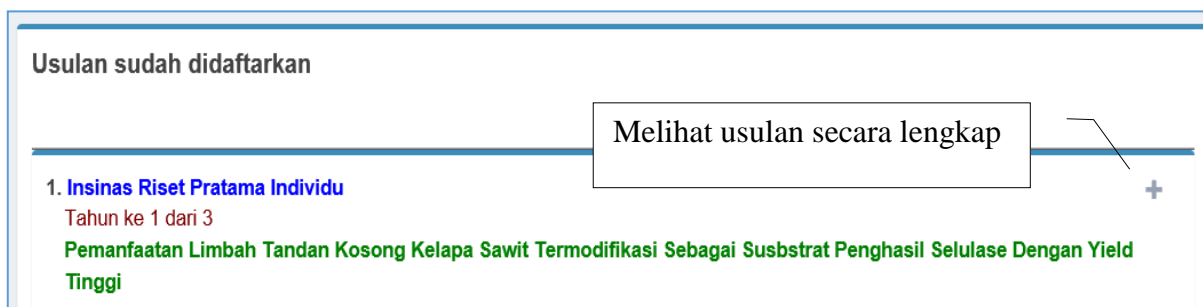 Usulan sudah didaftarkan
Melihat usulan secara lengkap
1. Insinas Riset Pratama Individu
Tahun ke 1 dari 3
Pemanfaatan Limbah Tandan Kosong Kelapa Sawit Termodifikasi Sebagai Susbstrat Penghasil Selulase Dengan Yield
Tinggi